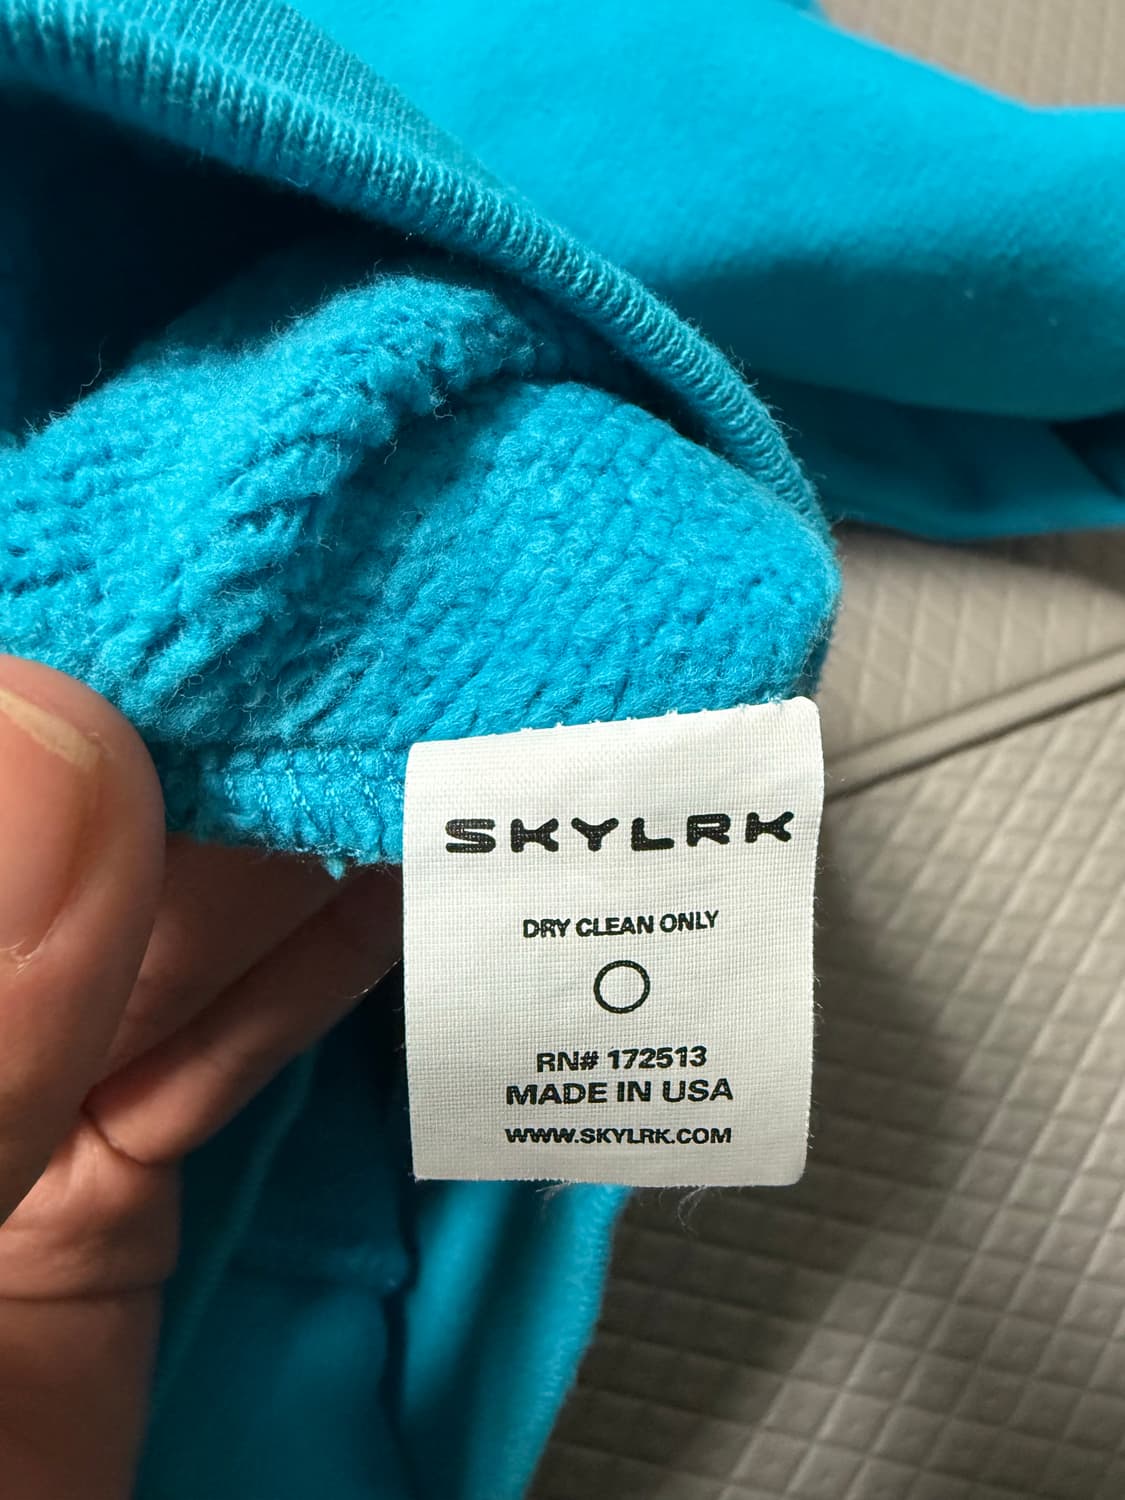 SKYLRK
DRY CLEAN ONLY
RN# 172513
MADE IN USA
WWW.SKYLRK.COM